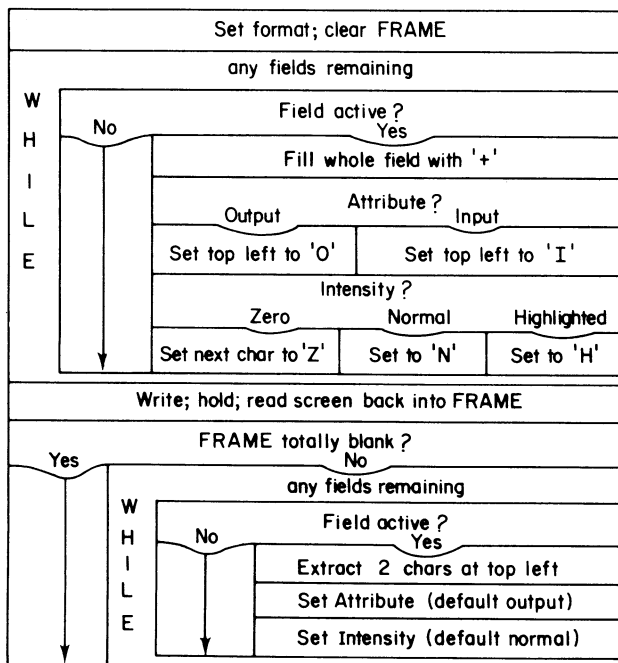 Set format; clear FRAME
any fields remaining
WHILE
Field active?
No
Yes
Fill whole field with '+'
Attribute?
Output
Input
Set top left to 'O'
Set top left to 'I'
Intensity?
Zero
Normal
Highlighted
Set next char to 'Z'
Set to 'N'
Set to 'H'
Write; hold; read screen back into FRAME
FRAME totally blank?
Yes
No
any fields remaining
WHILE
Field active?
No
Yes
Extract 2 chars at top left
Set Attribute (default output)
Set Intensity (default normal)